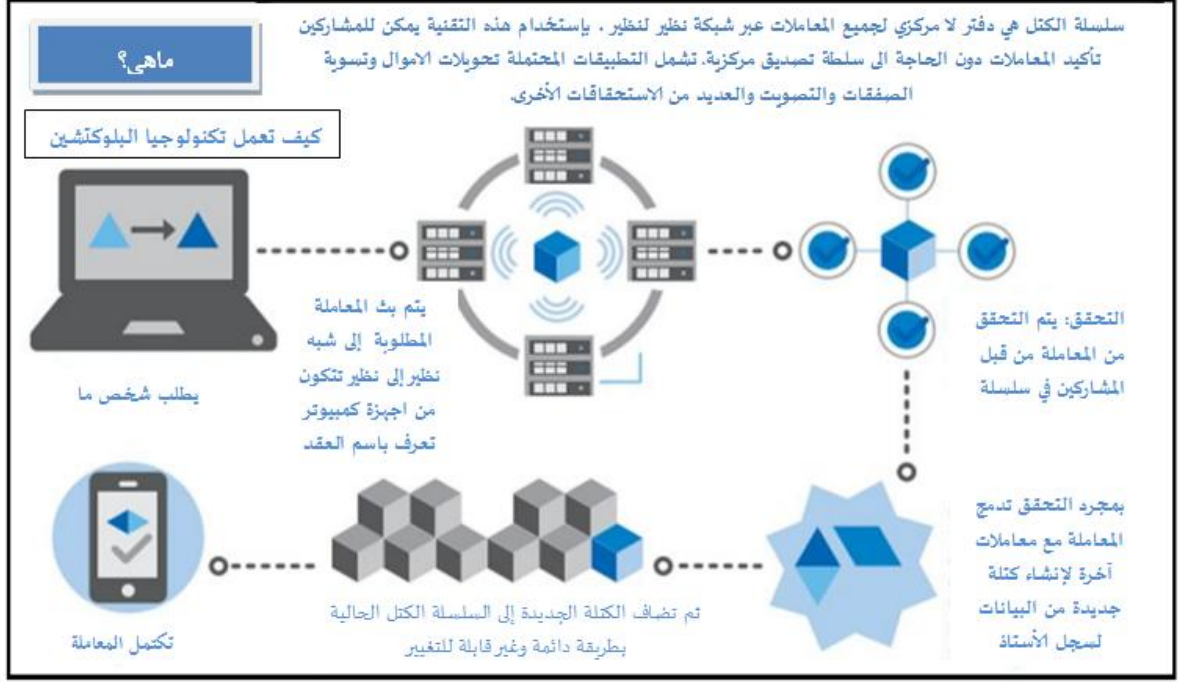 ماهي؟
سلسلة الكتل هي دفتر لا مركزي لجميع المعاملات عبر شبكة نظير لنظير . بإستخدام هذه التقنية يمكن للمشاركين
تأكيد المعاملات دون الحاجة الى سلطة تصديق مركزية. تشمل التطبيقات المحتملة تحويلات الاموال وتسوية
الصفقات والتصويت والعديد من الاستحقاقات الأخرى.
كيف تعمل تكنولوجيا البلوكتشين
يطلب شخص ما
يتم بث المعاملة
المطلوبة إلى شبه
نظير إلى نظير تتكون
من اجهزة كمبيوتر
تعرف باسم العقد
التحقق: يتم التحقق
من المعاملة من قبل
المشاركين في سلسلة
بمجرد التحقق تدمج
المعاملة مع معاملات
آخرة لإنشاء كتلة
جديدة من البيانات
لسجل الأستاذ
ثم تضاف الكتلة الجديدة إلى السلسلة الكتل الحالية
بطريقة دائمة وغير قابلة للتغيير
تكتمل المعاملة